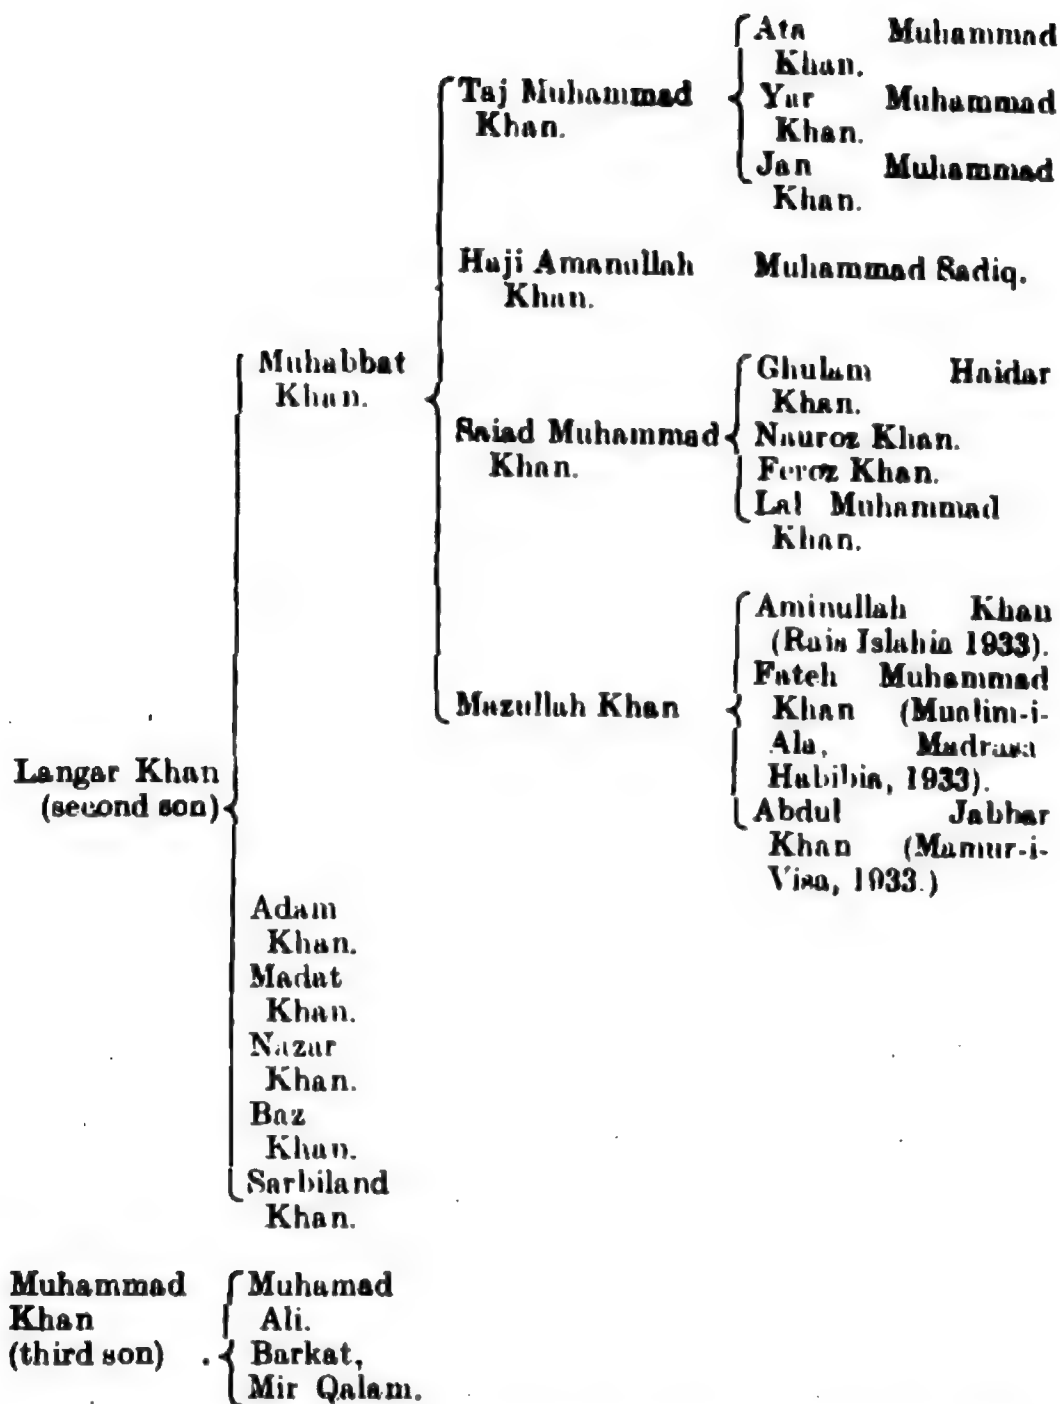 Ata Muhammad
Khan.
Taj Muhammad
Khan.
Yar Muhammad
Khan.
Jan Muhammad
Khan.
Haji Amanullah
Khan.
Muhammad Sadiq.
Muhabbat
Khan.
Saiad Muhammad
Khan.
Ghulam Haidar
Khan.
Nauroz Khan.
Feroz Khan.
Lal Muhammad
Khan.
Mazullah Khan
Aminullah Khan
(Rais Islahia 1933).
Fateh Muhammad
Khan (Mualim-i-
Ala, Madrasa
Habibia, 1933).
Abdul Jabbar
Khan (Mamur-i-
Visa, 1933.)
Langar Khan
(second son)
Adam
Khan.
Madat
Khan.
Nazar
Khan.
Baz
Khan.
Sarbiland
Khan.
Muhammad
Khan
(third son) .
Muhamad
Ali.
Barkat,
Mir Qalam.